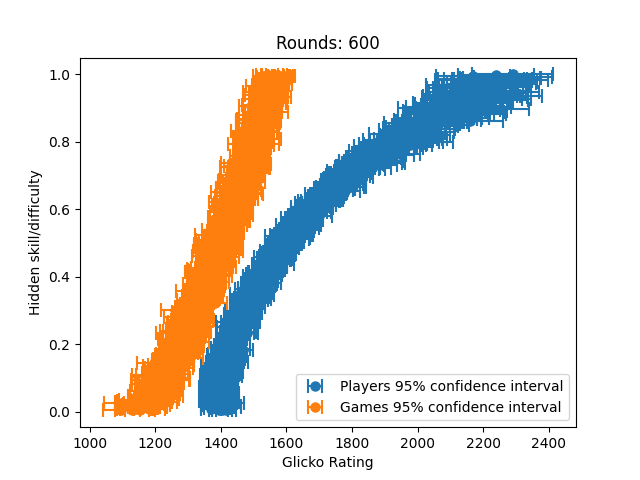 Rounds: 600
1.0
0.8
0.6
0.4
0.2
0.0
Hidden skill/difficulty
Players 95% confidence interval
Games 95% confidence interval
1000 1200 1400 1600 1800 2000 2200 2400
Glicko Rating